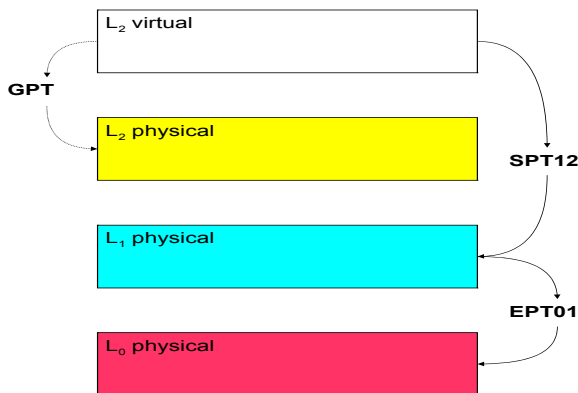 L₂ virtual
GPT
L₂ physical
SPT12
L₁ physical
EPT01
L₀ physical